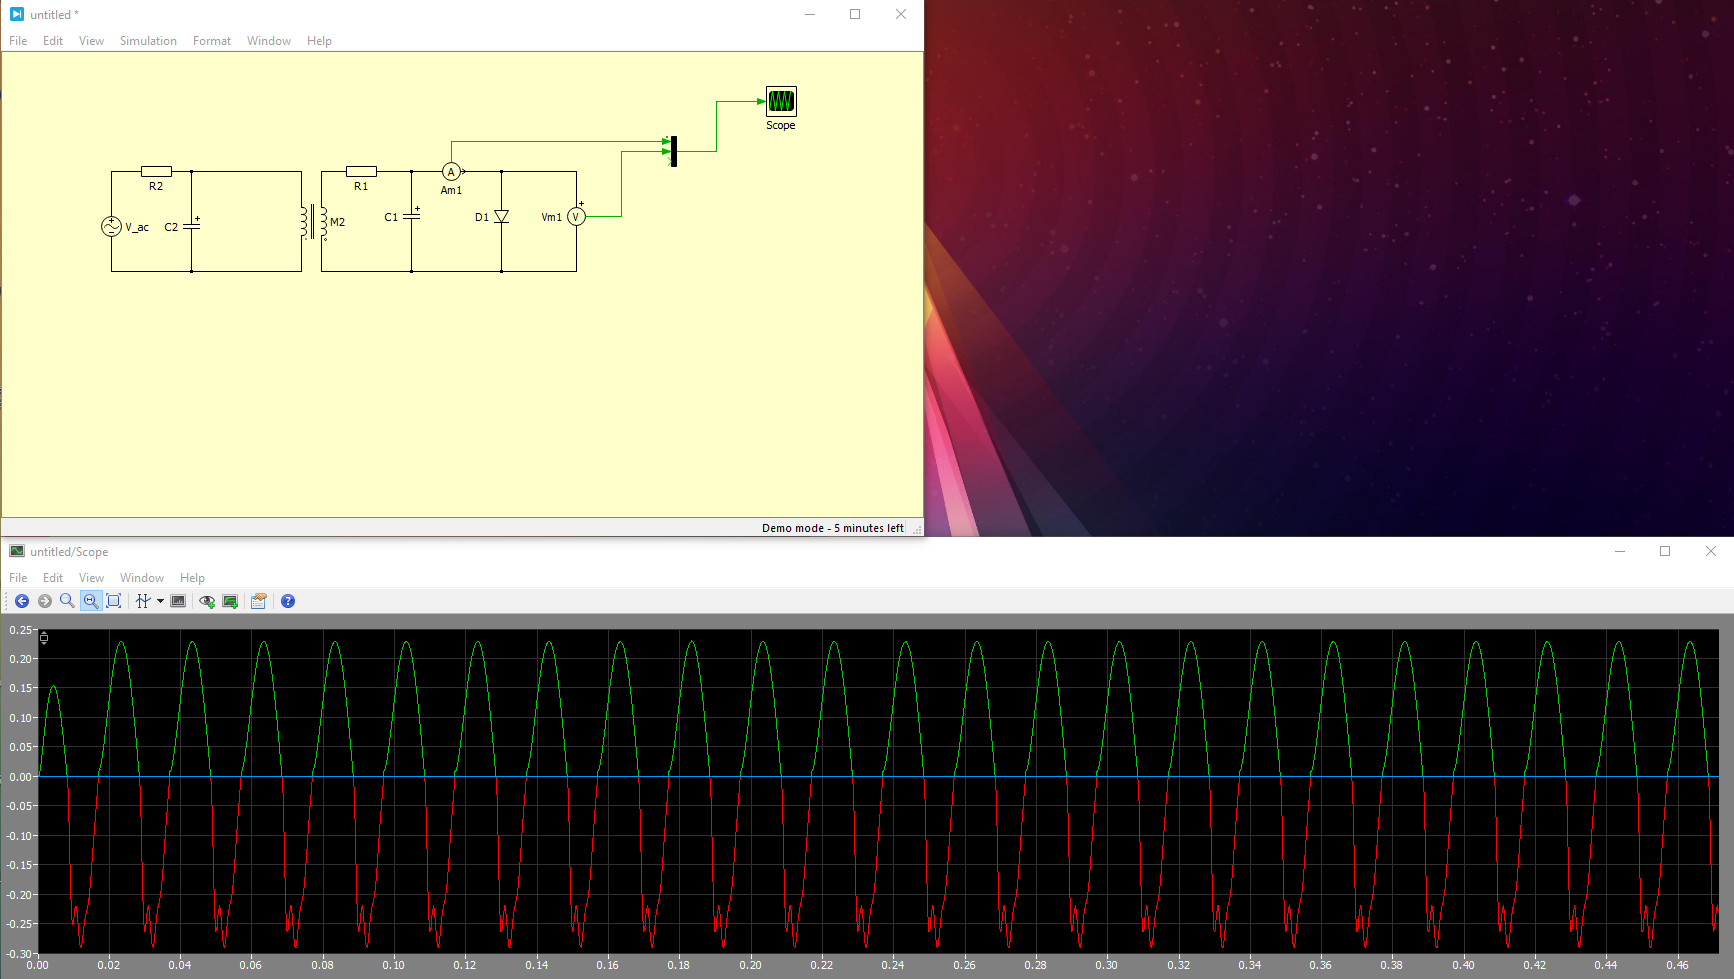 untitled *
File Edit View Simulation Format Window Help
Scope
R2
R1
A
Am1
V_ac
C2
M2
C1
D1
Vm1
V
Demo mode - 5 minutes left
untitled/Scope
File Edit View Window Help
0.25
0.20
0.15
0.10
0.05
0.00
-0.05
-0.10
-0.15
-0.20
-0.25
-0.30
0.00 0.02 0.04 0.06 0.08 0.10 0.12 0.14 0.16 0.18 0.20 0.22 0.24 0.26 0.28 0.30 0.32 0.34 0.36 0.38 0.40 0.42 0.44 0.46